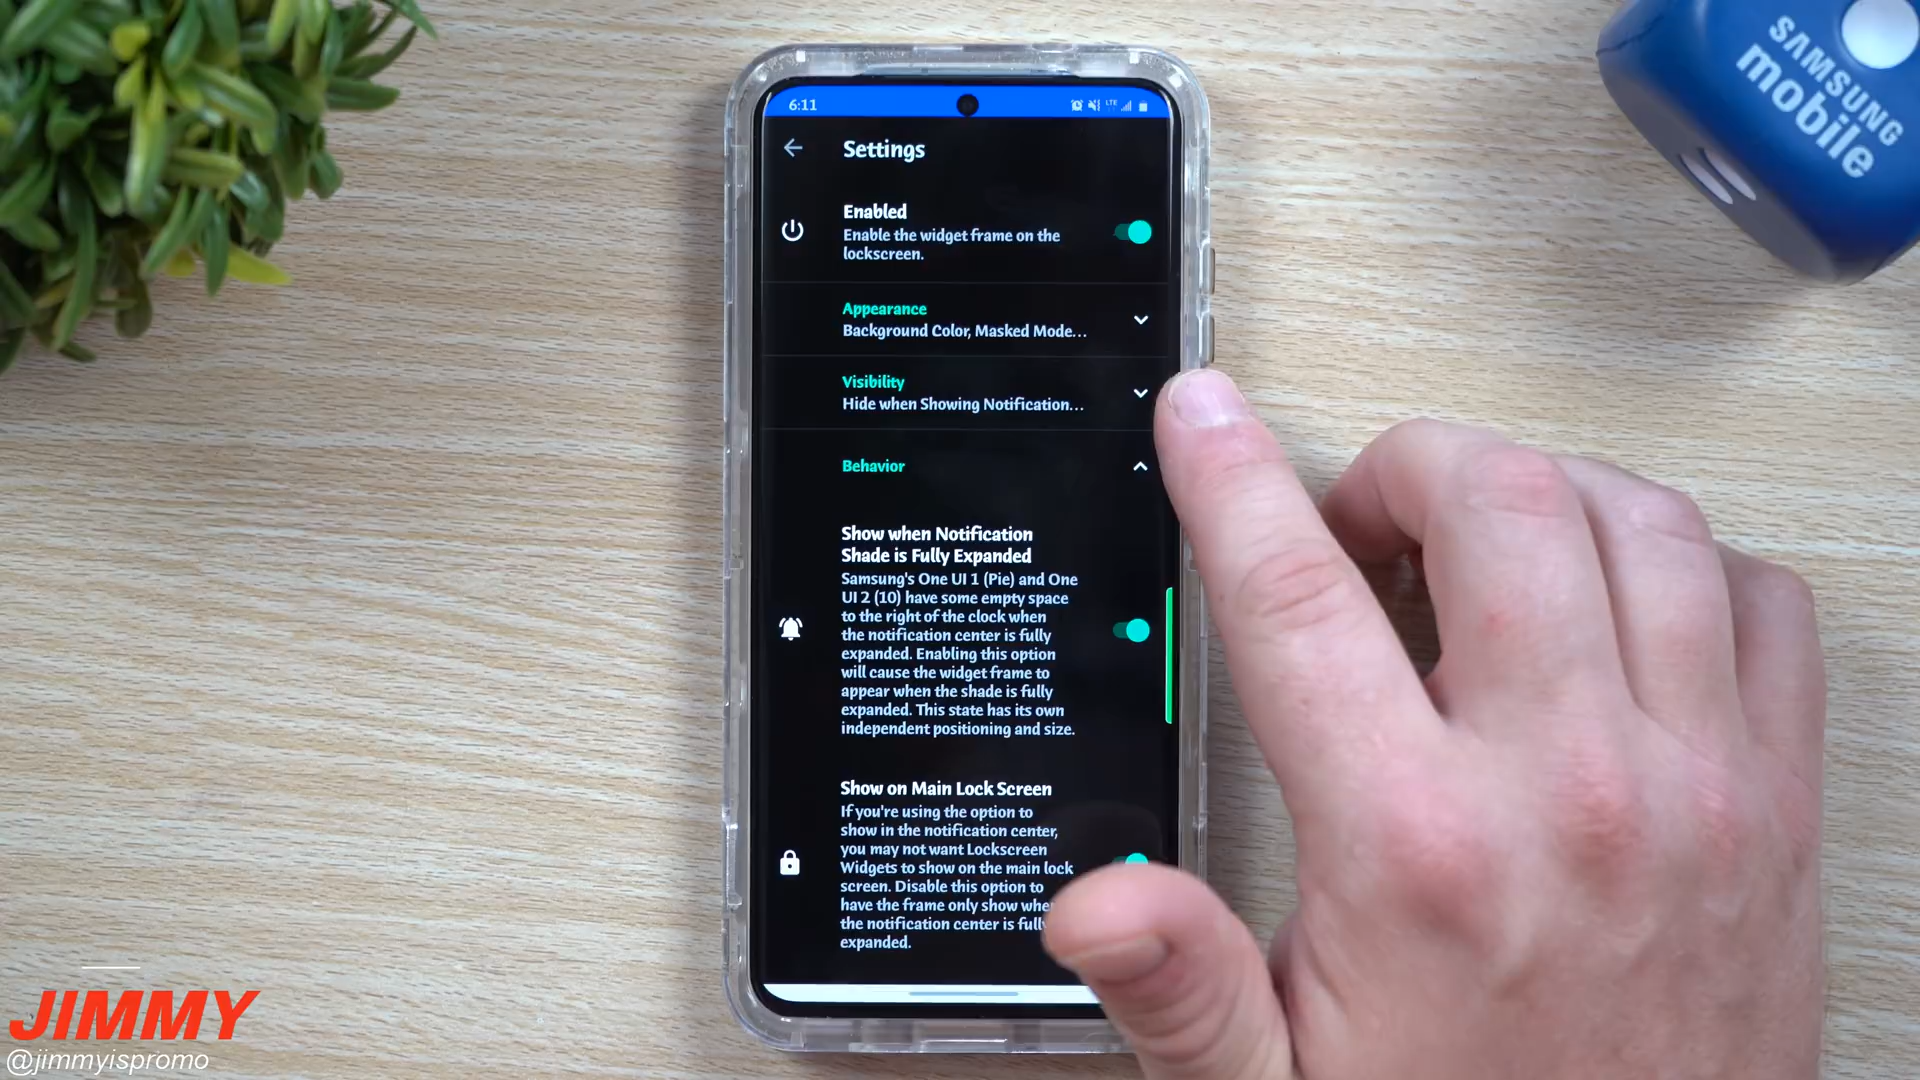 SAMSUNG
mobile
6:11
LTE
Settings
Enabled
Enable the widget frame on the
lockscreen.
Appearance
Background Color, Masked Mode...
Visibility
Hide when Showing Notification...
Behavior
Show when Notification
Shade is Fully Expanded
Samsung's One UI 1 (Pie) and One
UI 2 (10) have some empty space
to the right of the clock when
the notification center is fully
expanded. Enabling this option
will cause the widget frame to
appear when the shade is fully
expanded. This state has its own
independent positioning and size.
Show on Main Lock Screen
If you're using the option to
show in the notification center,
you may not want Lockscreen
Widgets to show on the main lock
screen. Disable this option to
have the frame only show when
the notification center is fully
expanded.
JIMMY
@jimmyispromo